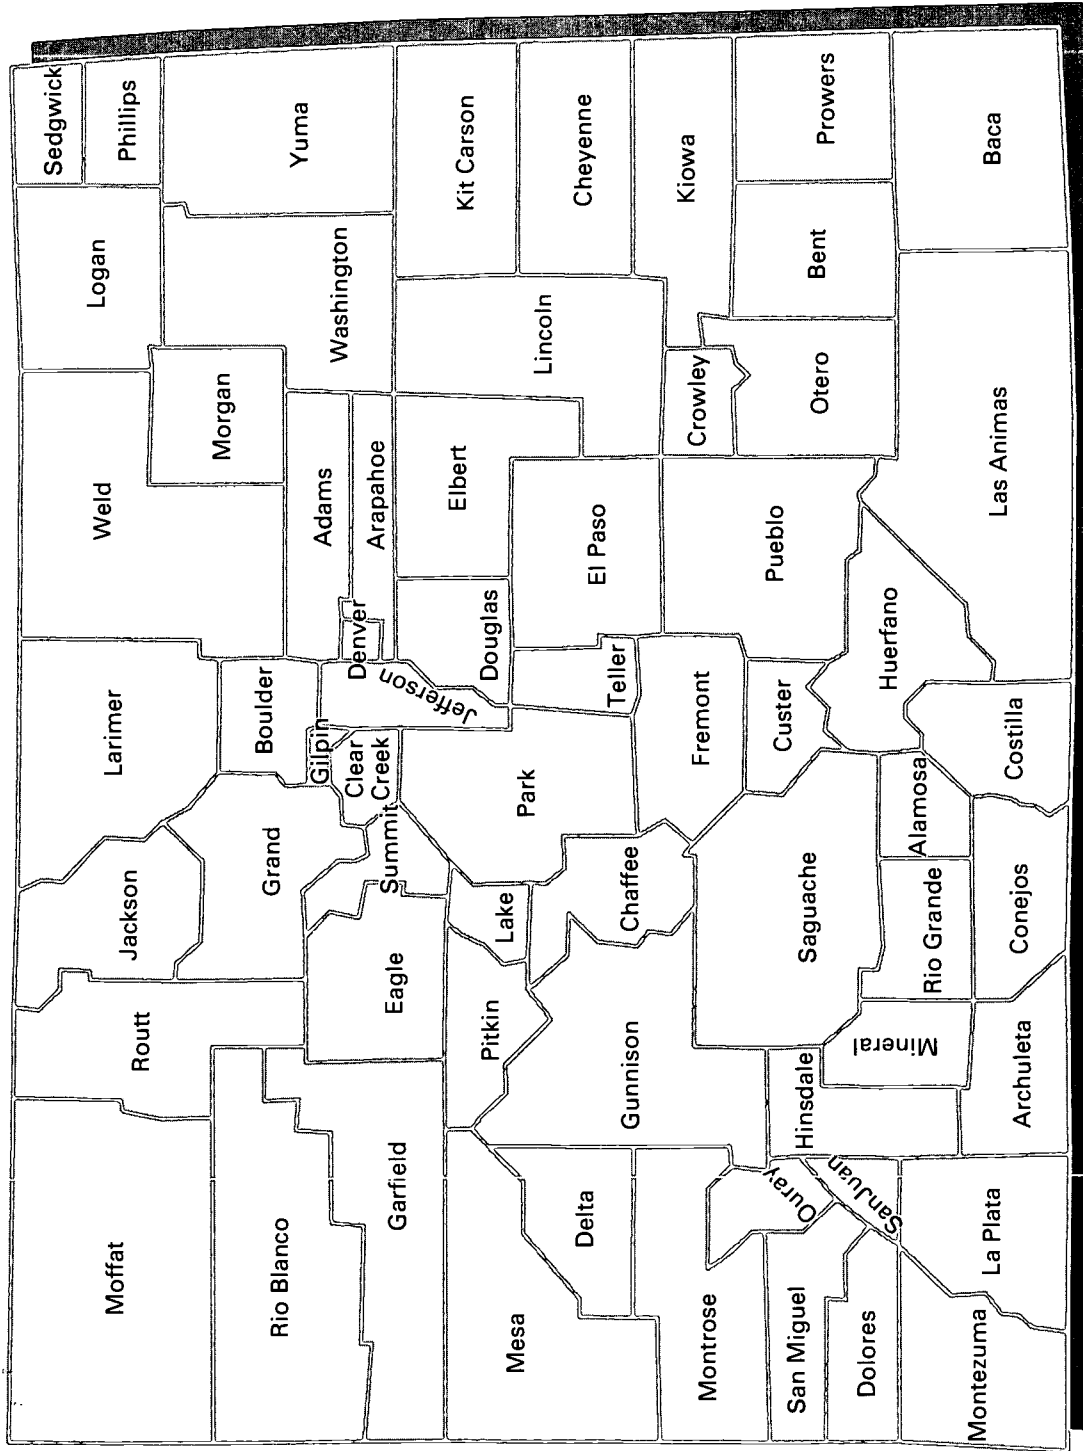 Moffat
Routt
Jackson
Larimer
Weld
Logan
Sedgwick
Phillips
Rio Blanco
Grand
Boulder
Morgan
Washington
Yuma
Garfield
Eagle
Summit
Gilpin
Clear
Creek
Jefferson
Denver
Adams
Arapahoe
Mesa
Pitkin
Lake
Park
Douglas
Elbert
Lincoln
Kit Carson
Delta
Gunnison
Chaffee
Teller
El Paso
Cheyenne
Montrose
Ouray
Hinsdale
Saguache
Fremont
Custer
Pueblo
Crowley
Kiowa
San Miguel
Dolores
San Juan
Mineral
Rio Grande
Alamosa
Huerfano
Otero
Bent
Prowers
Montezuma
La Plata
Archuleta
Conejos
Costilla
Las Animas
Baca